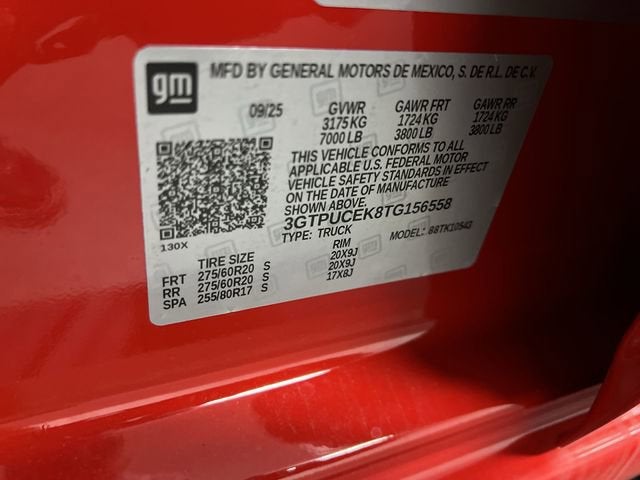 gm
MFD BY GENERAL MOTORS DE MEXICO, S. DE R.L. DE C.V.
09/25 GVWR GAWR FRT GAWR RR
3175 KG 1724 KG 1724 KG
7000 LB 3800 LB 3800 LB
THIS VEHICLE CONFORMS TO ALL
APPLICABLE U.S. FEDERAL MOTOR
VEHICLE SAFETY STANDARDS IN EFFECT
ON THE DATE OF MANUFACTURE
SHOWN ABOVE.
3GTPUCEK8TG156558
TYPE: TRUCK MODEL: 88TK10543
130X
TIRE SIZE RIM
FRT 275/60R20 S 20X9J
RR 275/60R20 S 20X9J
SPA 255/80R17 S 17X8J